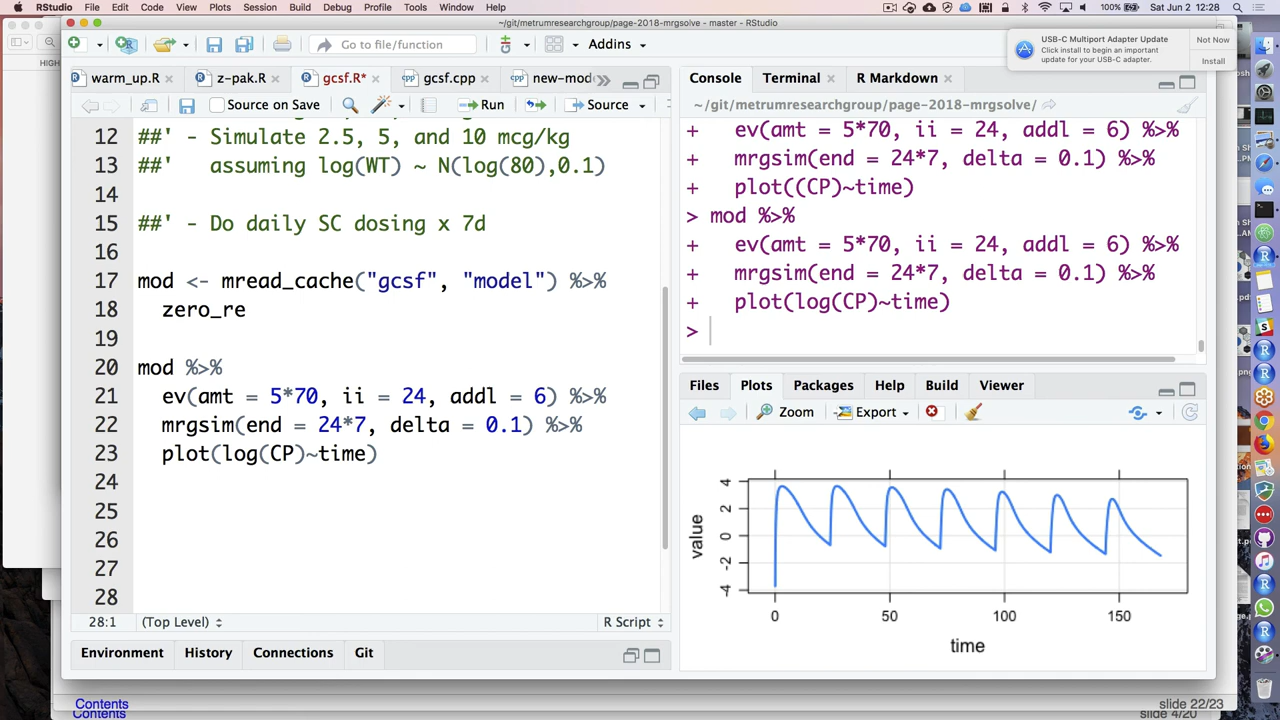 RStudio File Edit Code View Plots Session Build Debug Profile Tools Window Help 100% Sat Jun 2 12:28
~/git/metrumresearchgroup/page-2018-mrgsolve - master - RStudio
Go to file/function Addins
USB-C Multiport Adapter Update
Click install to begin an important
update for your USB-C adapter.
Not Now
Install
HIGH
warm_up.R z-pak.R gcsf.R* gcsf.cpp new-mod
Source on Save Run Source
12 ##' - Simulate 2.5, 5, and 10 mcg/kg
13 ##' assuming log(WT) ~ N(log(80),0.1)
14
15 ##' - Do daily SC dosing x 7d
16
17 mod <- mread_cache("gcsf", "model") %>%
18 zero_re
19
20 mod %>%
21 ev(amt = 5*70, ii = 24, addl = 6) %>%
22 mrgsim(end = 24*7, delta = 0.1) %>%
23 plot(log(CP)~time)
24
25
26
27
28
28:1 (Top Level) R Script
Environment History Connections Git
Console Terminal R Markdown
~/git/metrumresearchgroup/page-2018-mrgsolve/
+ ev(amt = 5*70, ii = 24, addl = 6) %>%
+ mrgsim(end = 24*7, delta = 0.1) %>%
+ plot((CP)~time)
> mod %>%
+ ev(amt = 5*70, ii = 24, addl = 6) %>%
+ mrgsim(end = 24*7, delta = 0.1) %>%
+ plot(log(CP)~time)
>
Files Plots Packages Help Build Viewer
Zoom Export
value
4
2
0
-2
-4
0 50 100 150
time
Contents
Contents
slide 22/23
slide 4/20